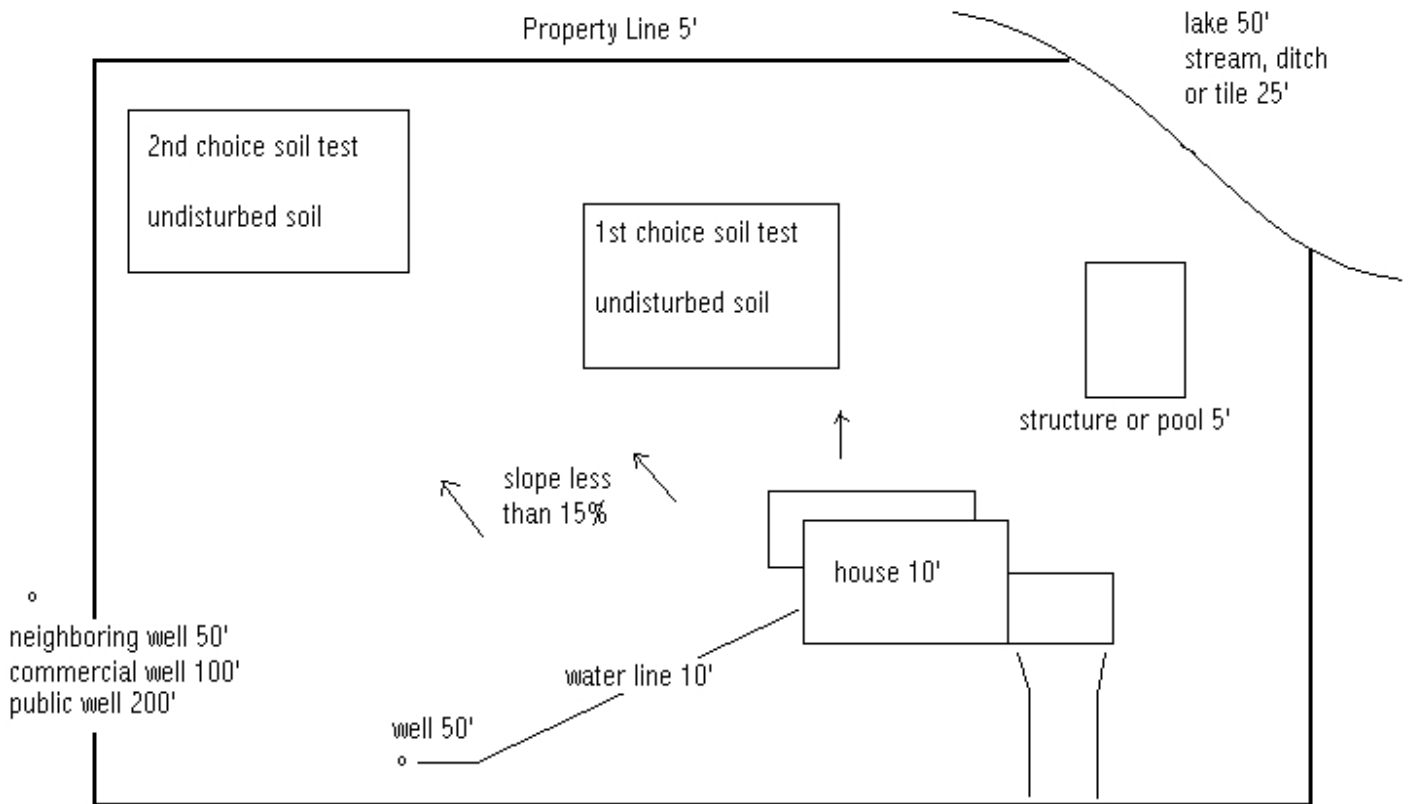 Property Line 5'
lake 50'
stream, ditch
or tile 25'
2nd choice soil test
undisturbed soil
1st choice soil test
undisturbed soil
structure or pool 5'
slope less
than 15%
house 10'
neighboring well 50'
commercial well 100'
public well 200'
water line 10'
well 50'